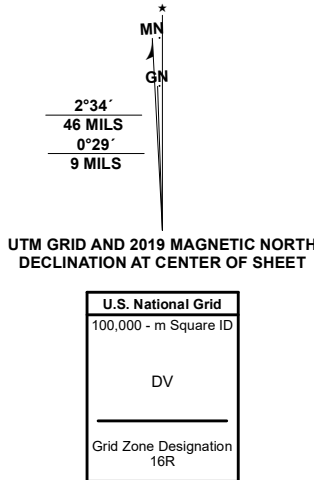 MN
GN
2°34´
46 MILS
0°29´
9 MILS
UTM GRID AND 2019 MAGNETIC NORTH
DECLINATION AT CENTER OF SHEET
U.S. National Grid
100,000 - m Square ID
DV
Grid Zone Designation
16R